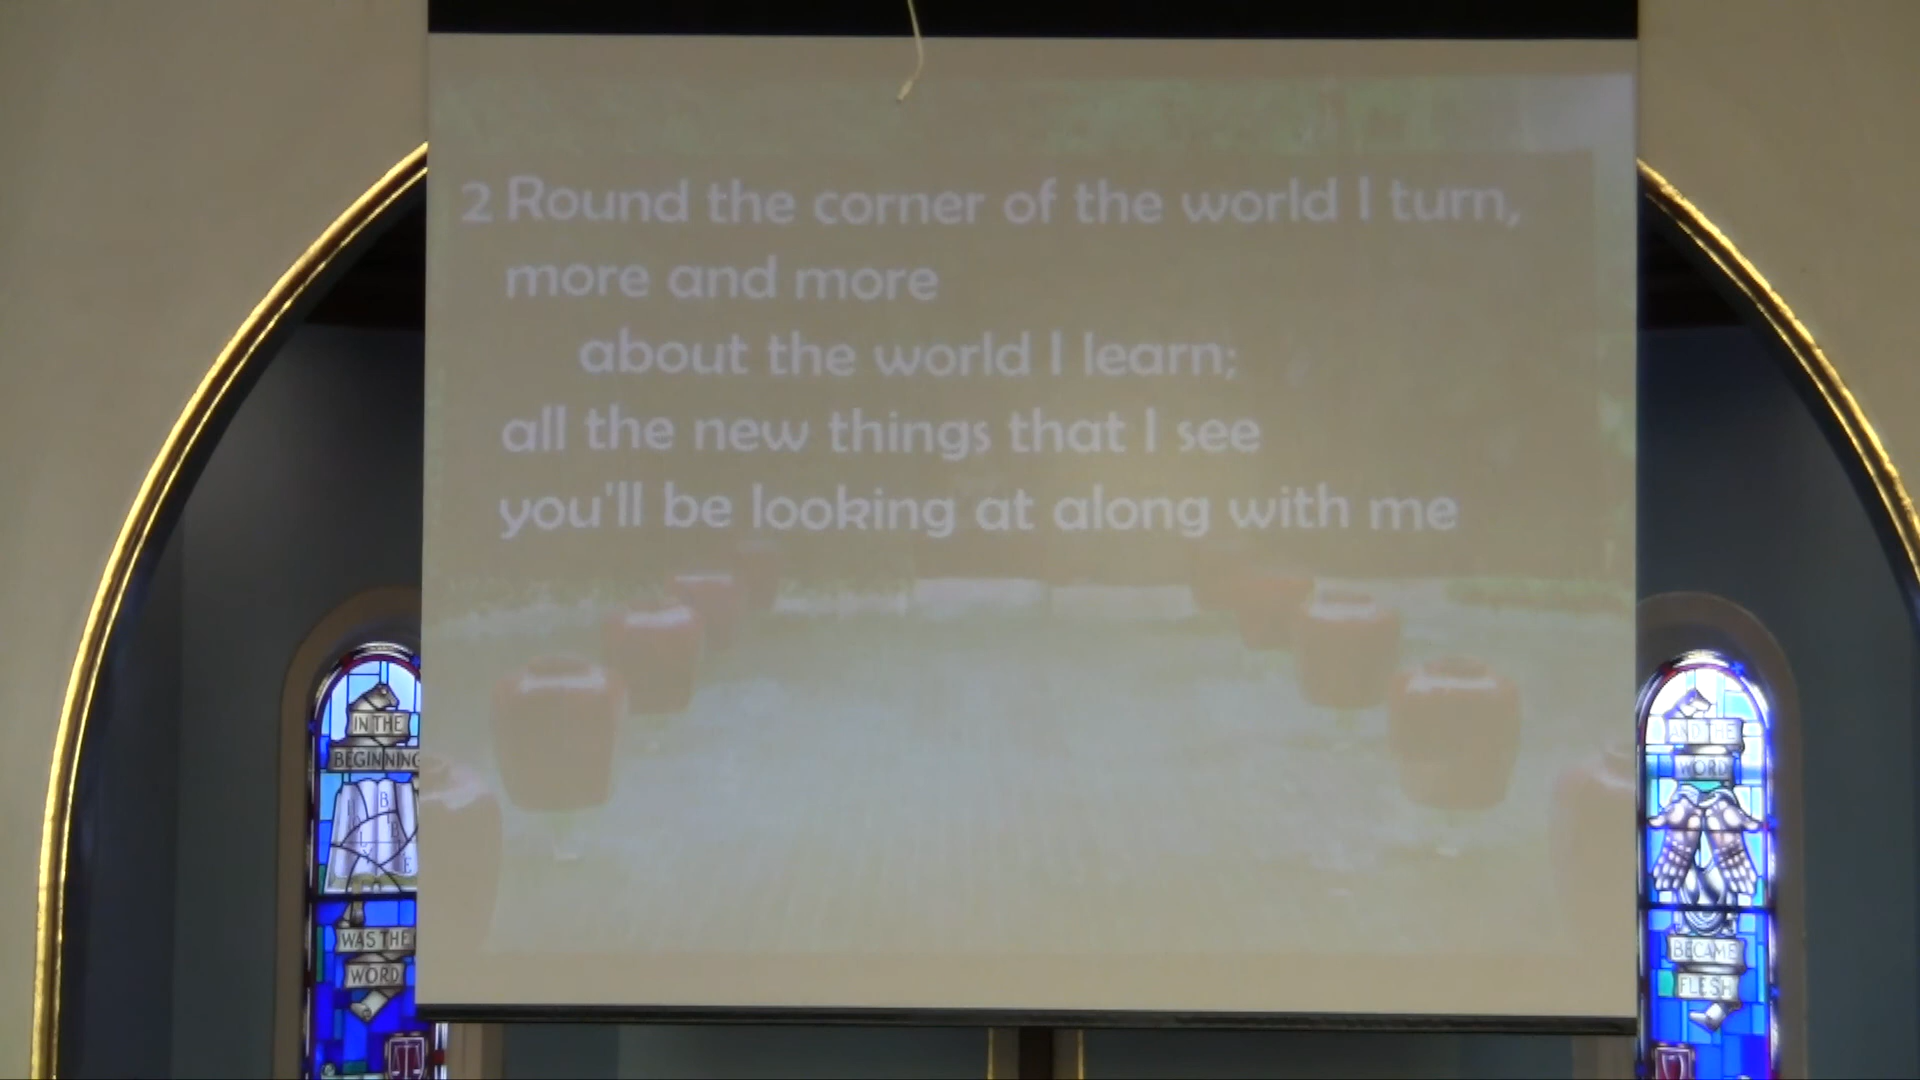 2 Round the corner of the world I turn,
more and more
about the world I learn;
all the new things that I see
you'll be looking at along with me
IN THE
BEGINNING
WAS THE
WORD
AND THE
WORD
BECAME
FLESH